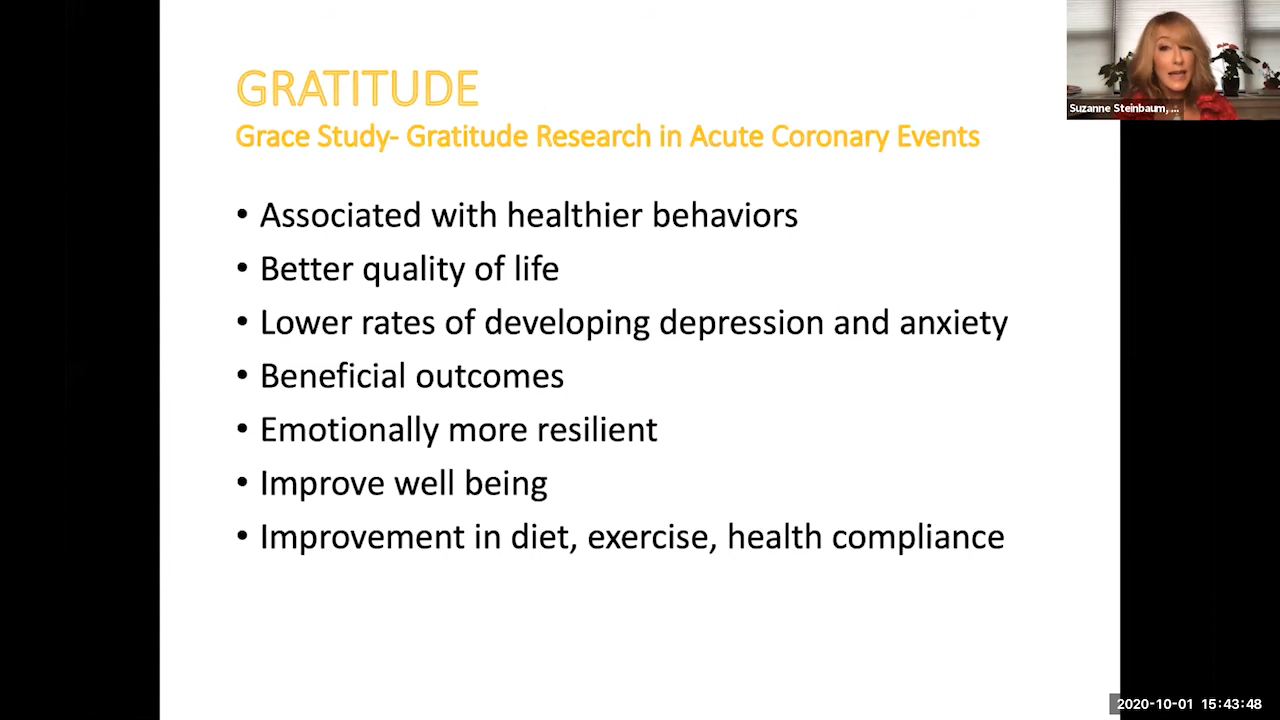 GRATITUDE
Grace Study- Gratitude Research in Acute Coronary Events
• Associated with healthier behaviors
• Better quality of life
• Lower rates of developing depression and anxiety
• Beneficial outcomes
• Emotionally more resilient
• Improve well being
• Improvement in diet, exercise, health compliance
Suzanne Steinbaum, ...
2020-10-01 15:43:48